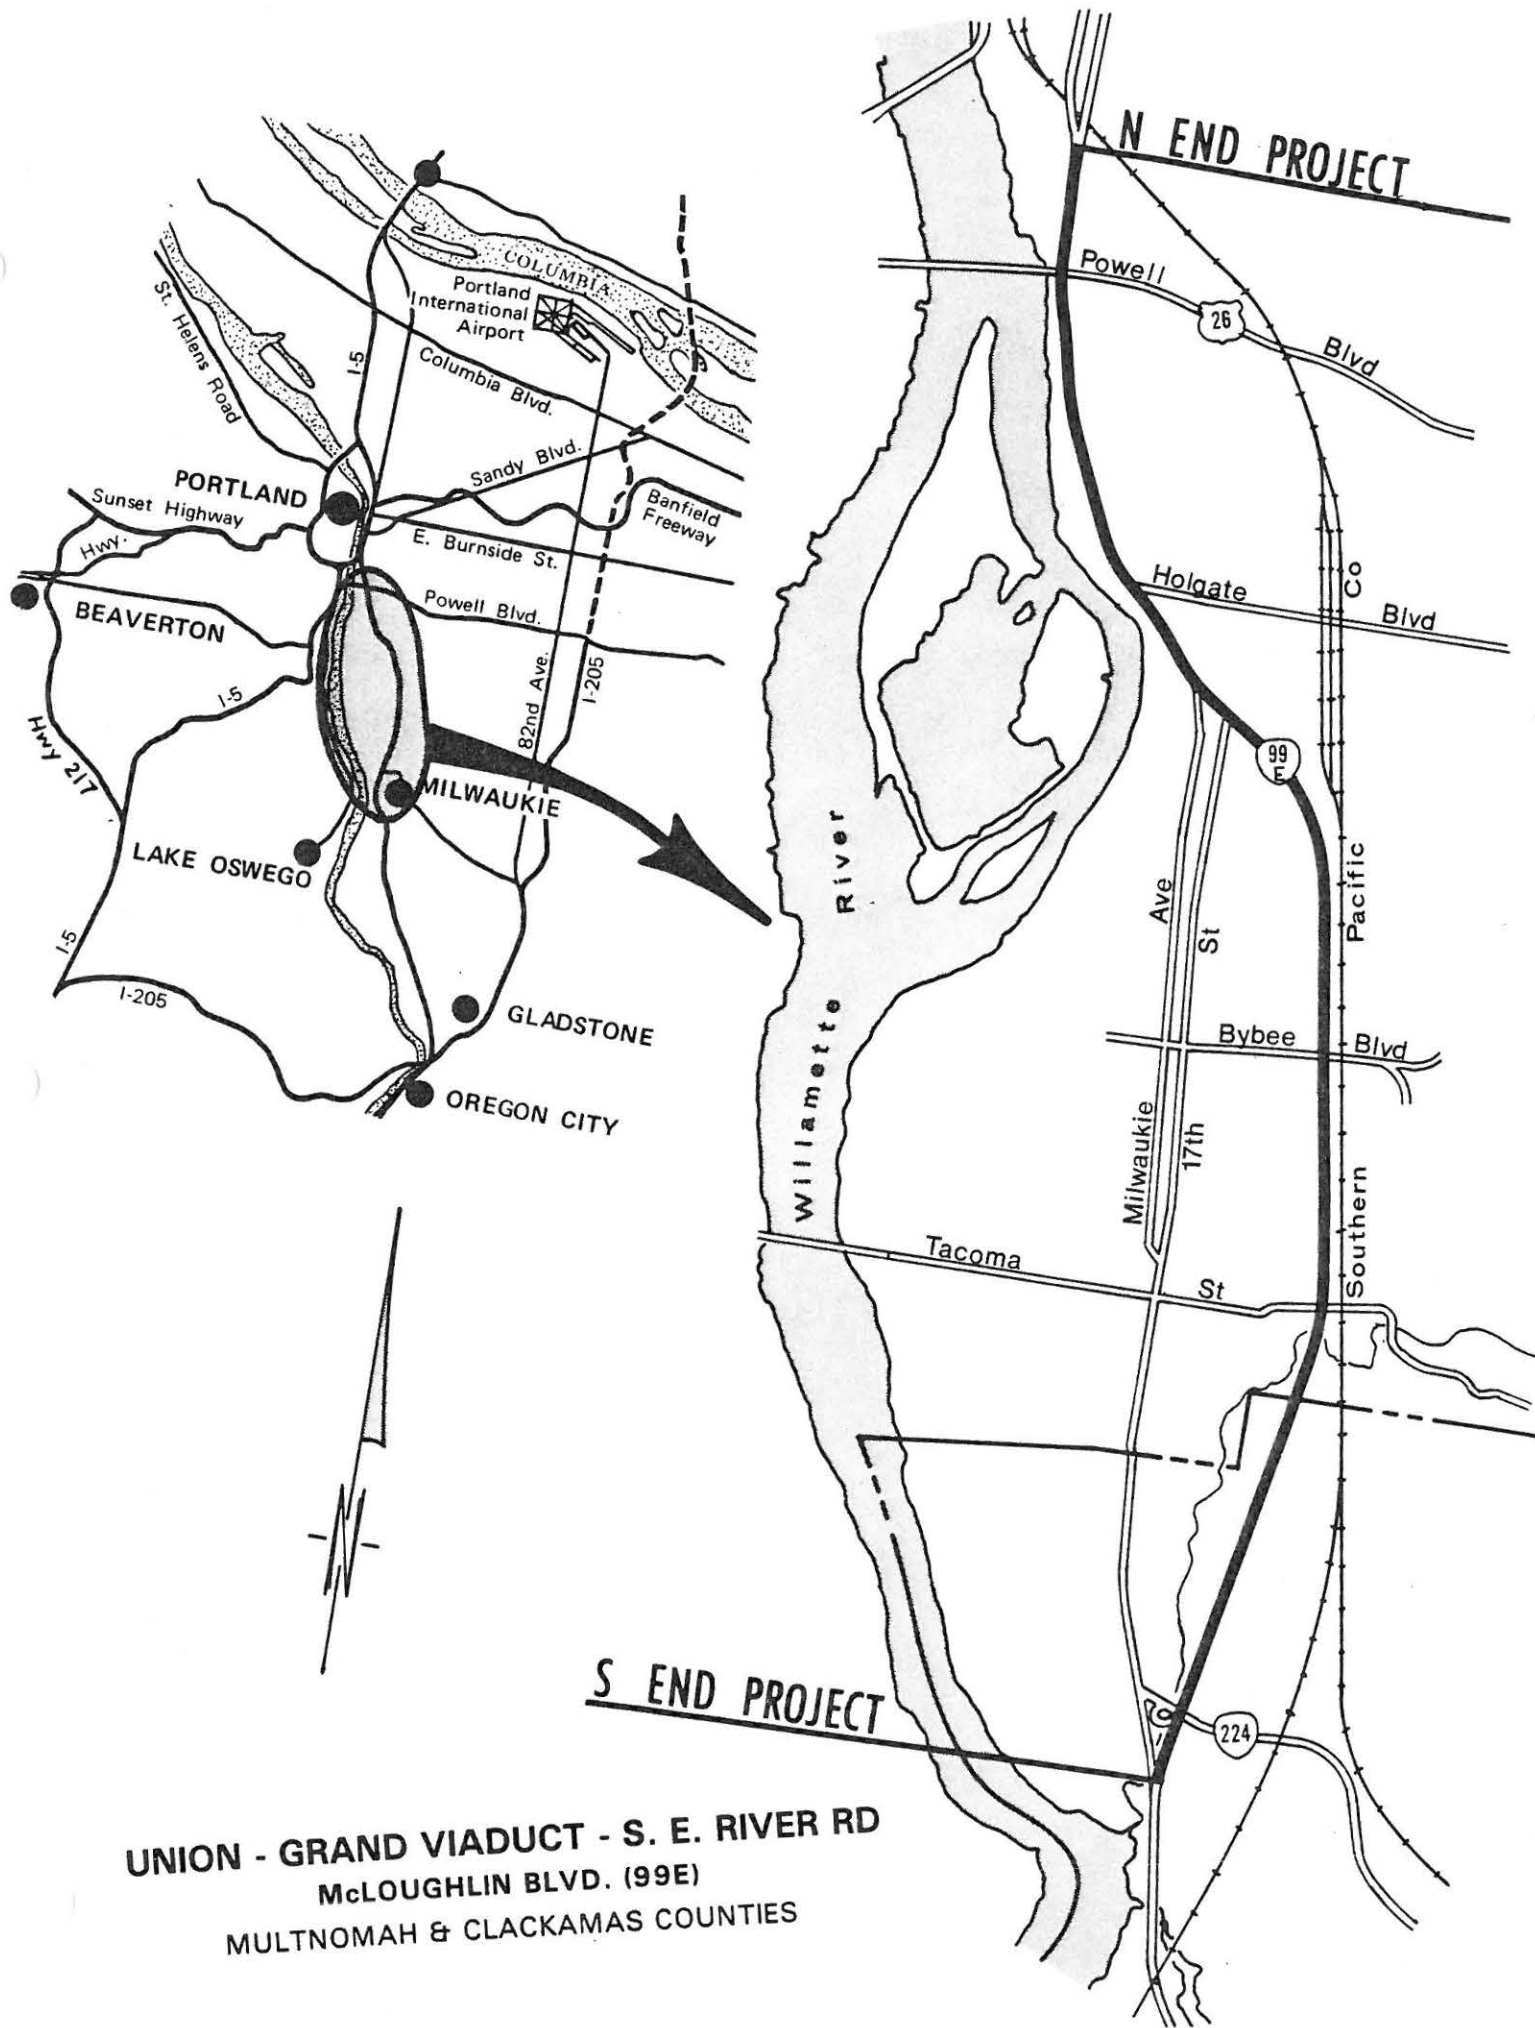 N END PROJECT
COLUMBIA
Portland
International
Airport
St. Helens Road
I-5
Columbia Blvd.
Sandy Blvd.
PORTLAND
Sunset Highway
Hwy.
Banfield
Freeway
E. Burnside St.
BEAVERTON
Powell Blvd.
I-5
82nd Ave.
I-205
Hwy 217
MILWAUKIE
LAKE OSWEGO
I-5
I-205
GLADSTONE
OREGON CITY
N
Powell
26
Blvd
Holgate
Blvd
Co
99
E
River
Ave
St
Pacific
Willamette
Bybee
Blvd
Milwaukie
17th
Southern
Tacoma
St
S END PROJECT
224
UNION - GRAND VIADUCT - S. E. RIVER RD
McLOUGHLIN BLVD. (99E)
MULTNOMAH & CLACKAMAS COUNTIES